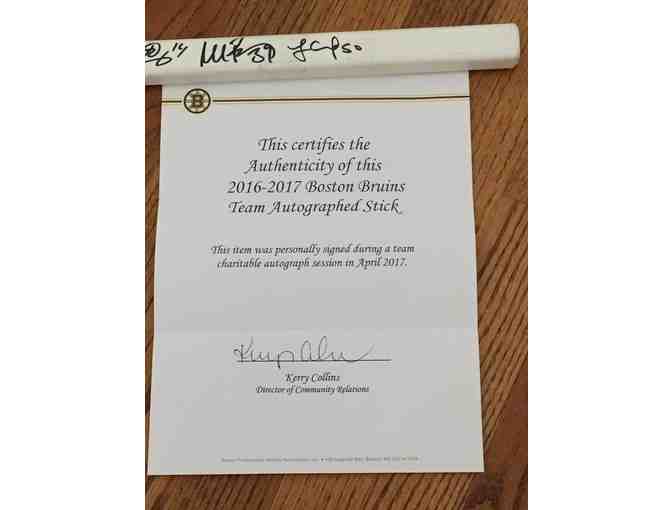 B
This certifies the
Authenticity of this
2016-2017 Boston Bruins
Team Autographed Stick
This item was personally signed during a team
charitable autograph session in April 2017.
Kerry Collins
Director of Community Relations